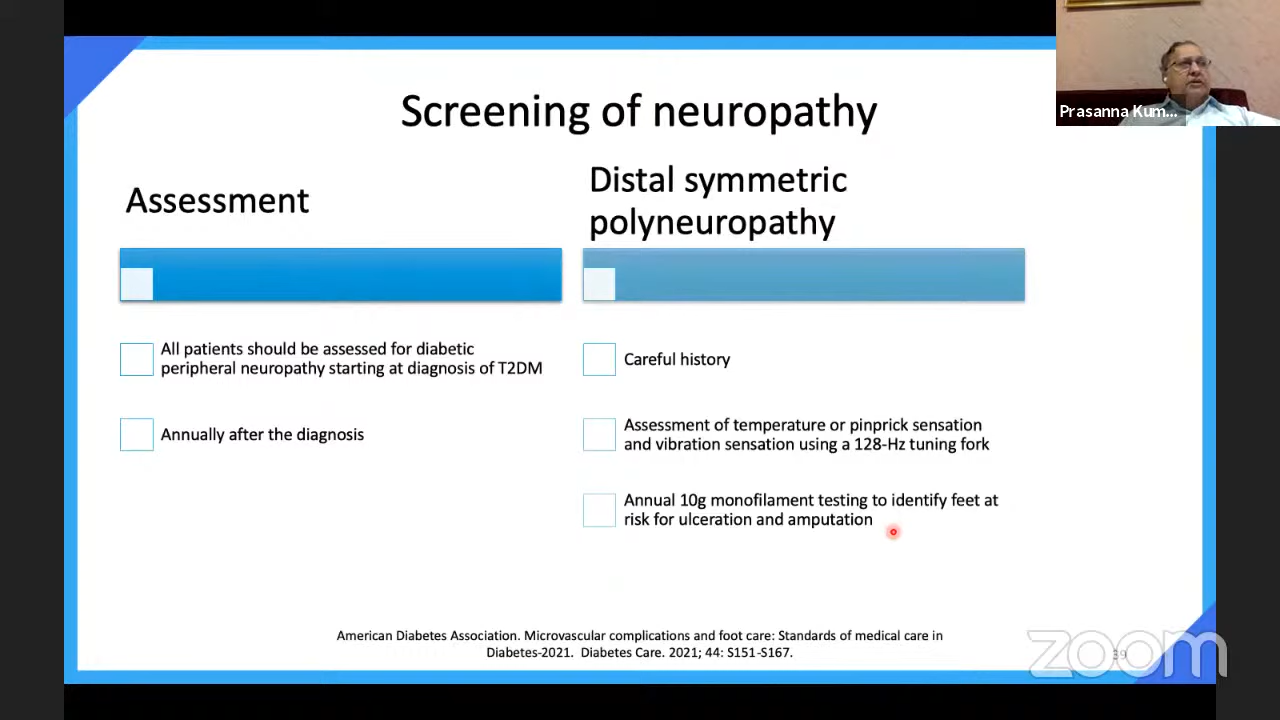 Prasanna Kum...
Screening of neuropathy
Assessment
All patients should be assessed for diabetic
peripheral neuropathy starting at diagnosis of T2DM
Annually after the diagnosis
Distal symmetric
polyneuropathy
Careful history
Assessment of temperature or pinprick sensation
and vibration sensation using a 128-Hz tuning fork
Annual 10g monofilament testing to identify feet at
risk for ulceration and amputation
American Diabetes Association. Microvascular complications and foot care: Standards of medical care in
Diabetes-2021. Diabetes Care. 2021; 44: S151-S167.
zoom
39